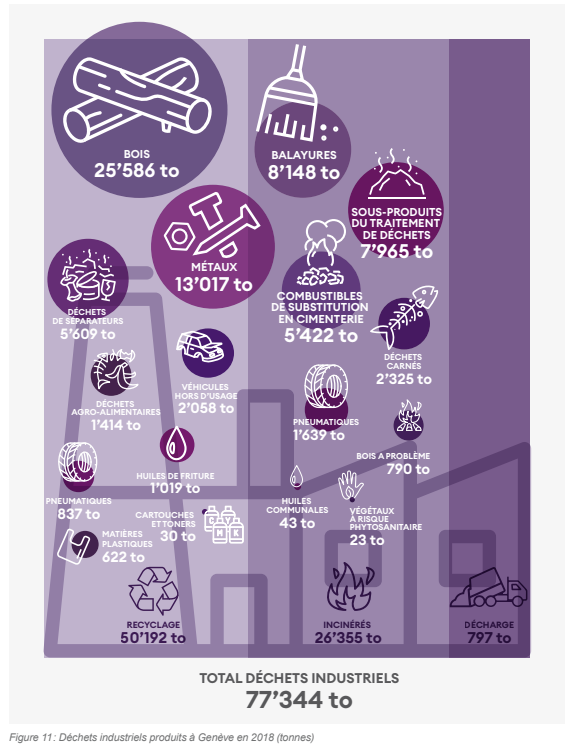 BOIS
25’586 to
BALAYURES
8’148 to
SOUS-PRODUITS
DU TRAITEMENT
DE DÉCHETS
7’965 to
MÉTAUX
13’017 to
COMBUSTIBLES
DE SUBSTITUTION
EN CIMENTERIE
5’422 to
DÉCHETS
DE SÉPARATEURS
5’609 to
VÉHICULES
HORS D’USAGE
2’058 to
DÉCHETS
CARNÉS
2’325 to
DÉCHETS
AGRO-ALIMENTAIRES
1’414 to
PNEUMATIQUES
1’639 to
BOIS A PROBLÈME
790 to
HUILES DE FRITURE
1’019 to
PNEUMATIQUES
837 to
HUILES
COMMUNALES
43 to
VÉGÉTAUX
À RISQUE
PHYTOSANITAIRE
23 to
CARTOUCHES
ET TONERS
30 to
C Y
M K
MATIÈRES
PLASTIQUES
622 to
RECYCLAGE
50’192 to
INCINÉRÉS
26’355 to
DÉCHARGE
797 to
TOTAL DÉCHETS INDUSTRIELS
77’344 to
Figure 11: Déchets industriels produits à Genéve en 2018 (tonnes)